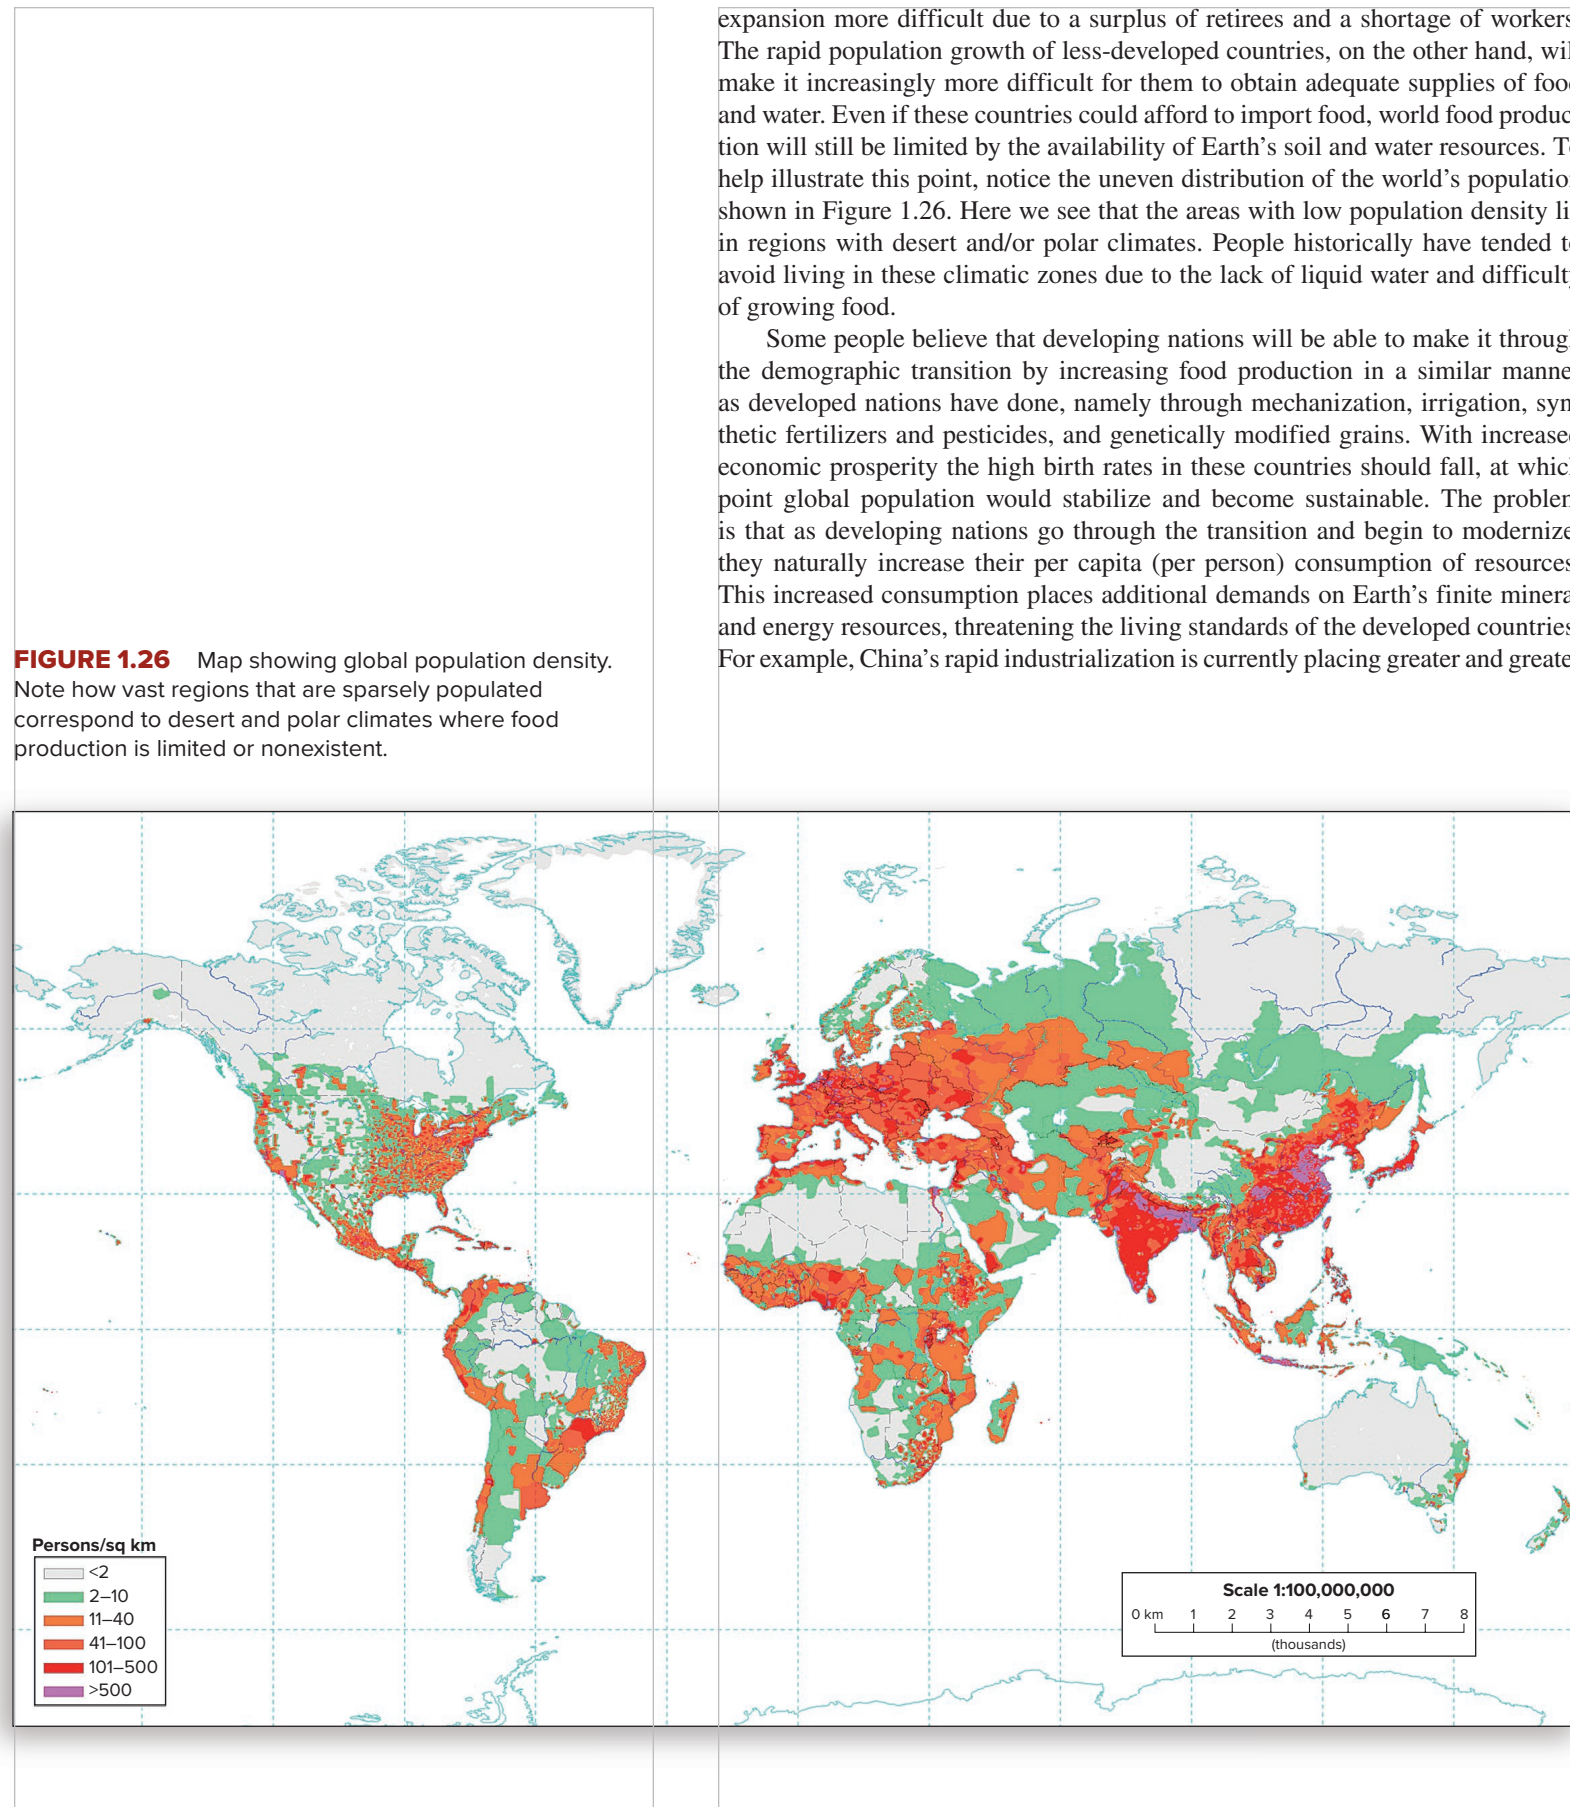 expansion more difficult due to a surplus of retirees and a shortage of workers
The rapid population growth of less-developed countries, on the other hand, wil
make it increasingly more difficult for them to obtain adequate supplies of foo
and water. Even if these countries could afford to import food, world food produc
tion will still be limited by the availability of Earth's soil and water resources. T
help illustrate this point, notice the uneven distribution of the world's population
shown in Figure 1.26. Here we see that the areas with low population density li
in regions with desert and/or polar climates. People historically have tended t
avoid living in these climatic zones due to the lack of liquid water and difficulty
of growing food.
Some people believe that developing nations will be able to make it through
the demographic transition by increasing food production in a similar manne
as developed nations have done, namely through mechanization, irrigation, syn
thetic fertilizers and pesticides, and genetically modified grains. With increased
economic prosperity the high birth rates in these countries should fall, at which
point global population would stabilize and become sustainable. The problem
is that as developing nations go through the transition and begin to modernize
they naturally increase their per capita (per person) consumption of resources
This increased consumption places additional demands on Earth's finite minera
and energy resources, threatening the living standards of the developed countries
For example, China's rapid industrialization is currently placing greater and greate
FIGURE 1.26 Map showing global population density.
Note how vast regions that are sparsely populated
correspond to desert and polar climates where food
production is limited or nonexistent.
Persons/sq km
<2
2–10
11–40
41–100
101–500
>500
Scale 1:100,000,000
0 km 1 2 3 4 5 6 7 8
(thousands)